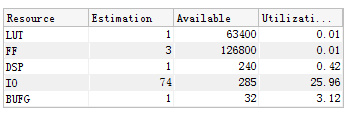 Resource Estimation Available Utilizati...
LUT 1 63400 0.01
FF 3 126800 0.01
DSP 1 240 0.42
IO 74 285 25.96
BUFG 1 32 3.12